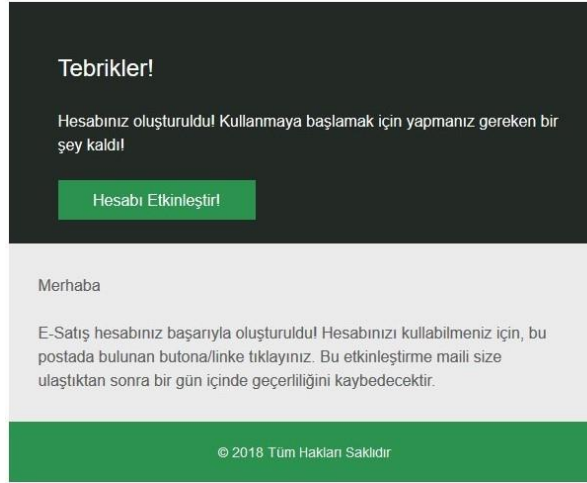 Tebrikler!
Hesabınız oluşturuldu! Kullanmaya başlamak için yapmanız gereken bir
şey kaldı!
Hesabı Etkinleştir!
Merhaba
E-Satış hesabınız başarıyla oluşturuldu! Hesabınızı kullabilmeniz için, bu
postada bulunan butona/linke tıklayınız. Bu etkinleştirme maili size
ulaştıktan sonra bir gün içinde geçerliliğini kaybedecektir.
© 2018 Tüm Hakları Saklıdır